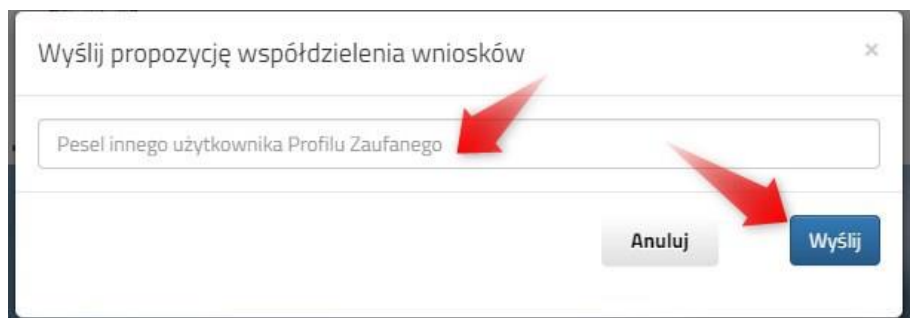 Wyślij propozycję współdzielenia wniosków
×
Pesel innego użytkownika Profilu Zaufanego
Anuluj
Wyślij